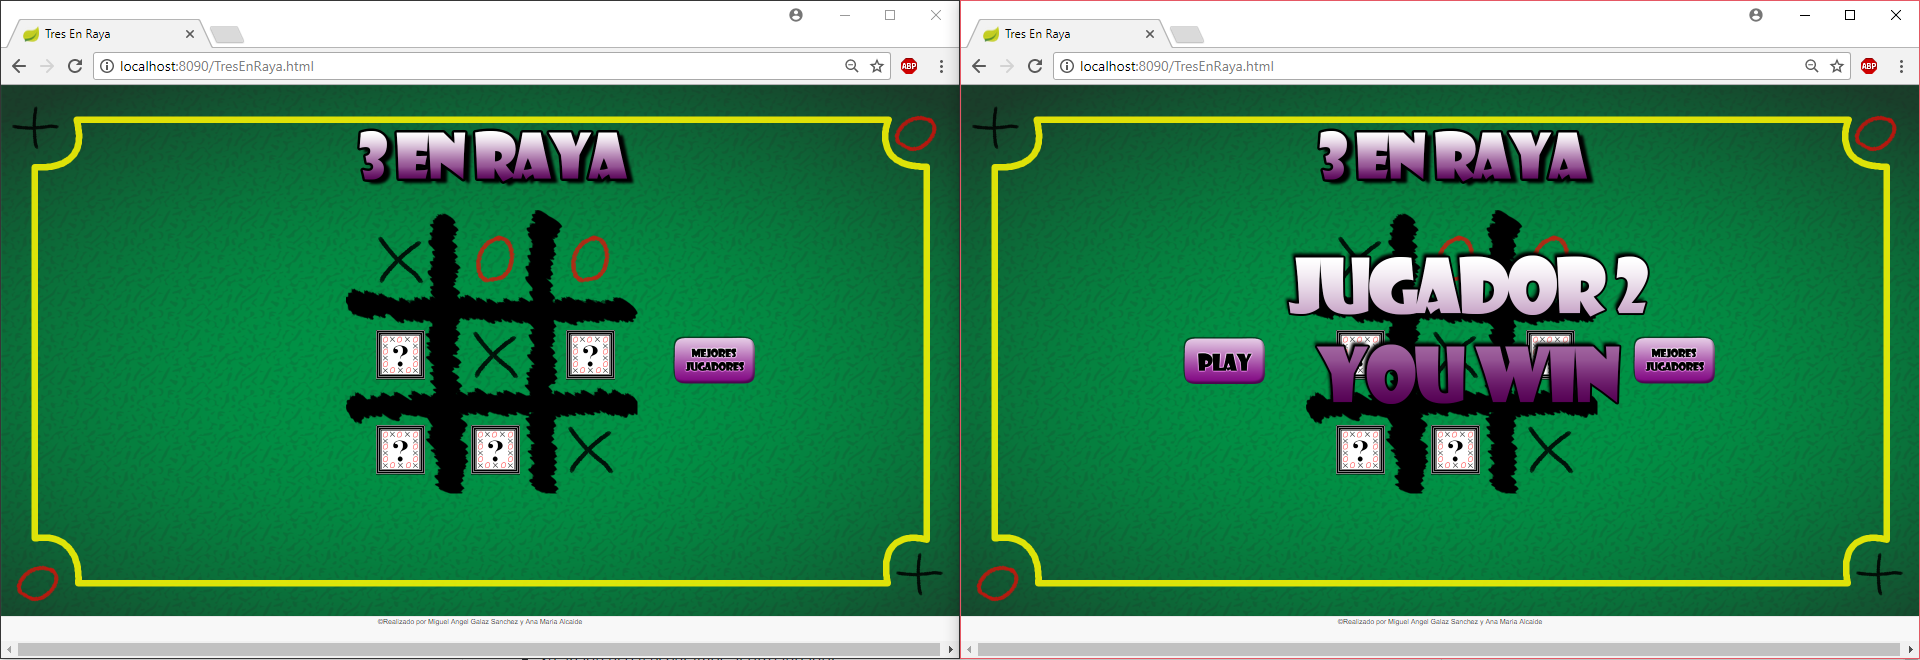 Tres En Raya
localhost:8090/TresEnRaya.html
ABP
3 EN RAYA
X O O
? X ?
MEJORES
JUGADORES
? ? X
©Realizado por Miguel Angel Galaz Sanchez y Ana Maria Alcaide
Tres En Raya
localhost:8090/TresEnRaya.html
ABP
3 EN RAYA
JUGADOR 2
PLAY
YOU WIN
MEJORES
JUGADORES
? ? X
©Realizado por Miguel Angel Galaz Sanchez y Ana Maria Alcaide